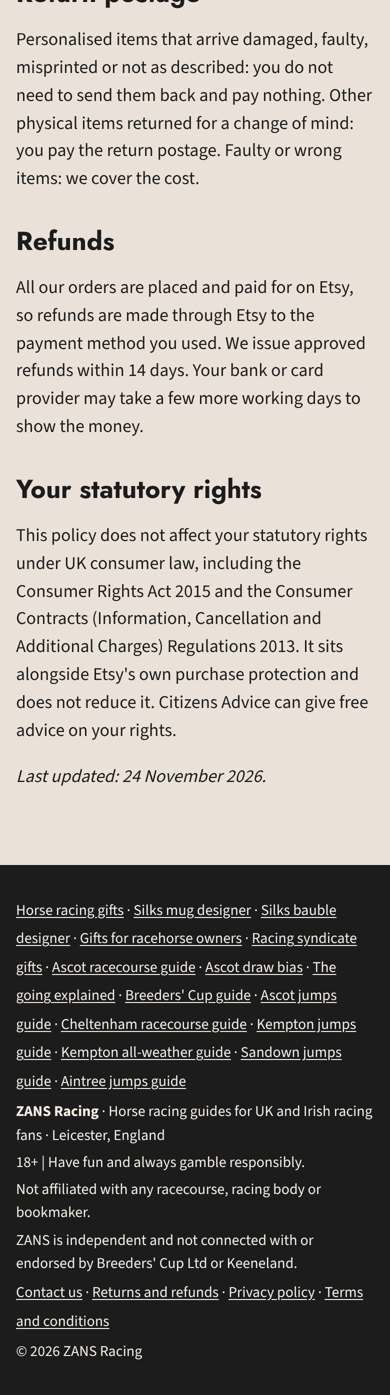 Return postage
Personalised items that arrive damaged, faulty,
misprinted or not as described: you do not
need to send them back and pay nothing. Other
physical items returned for a change of mind:
you pay the return postage. Faulty or wrong
items: we cover the cost.
Refunds
All our orders are placed and paid for on Etsy,
so refunds are made through Etsy to the
payment method you used. We issue approved
refunds within 14 days. Your bank or card
provider may take a few more working days to
show the money.
Your statutory rights
This policy does not affect your statutory rights
under UK consumer law, including the
Consumer Rights Act 2015 and the Consumer
Contracts (Information, Cancellation and
Additional Charges) Regulations 2013. It sits
alongside Etsy's own purchase protection and
does not reduce it. Citizens Advice can give free
advice on your rights.
Last updated: 24 November 2026.
Horse racing gifts · Silks mug designer · Silks bauble
designer · Gifts for racehorse owners · Racing syndicate
gifts · Ascot racecourse guide · Ascot draw bias · The
going explained · Breeders' Cup guide · Ascot jumps
guide · Cheltenham racecourse guide · Kempton jumps
guide · Kempton all-weather guide · Sandown jumps
guide · Aintree jumps guide
ZANS Racing · Horse racing guides for UK and Irish racing
fans · Leicester, England
18+ | Have fun and always gamble responsibly.
Not affiliated with any racecourse, racing body or
bookmaker.
ZANS is independent and not connected with or
endorsed by Breeders' Cup Ltd or Keeneland.
Contact us · Returns and refunds · Privacy policy · Terms
and conditions
© 2026 ZANS Racing